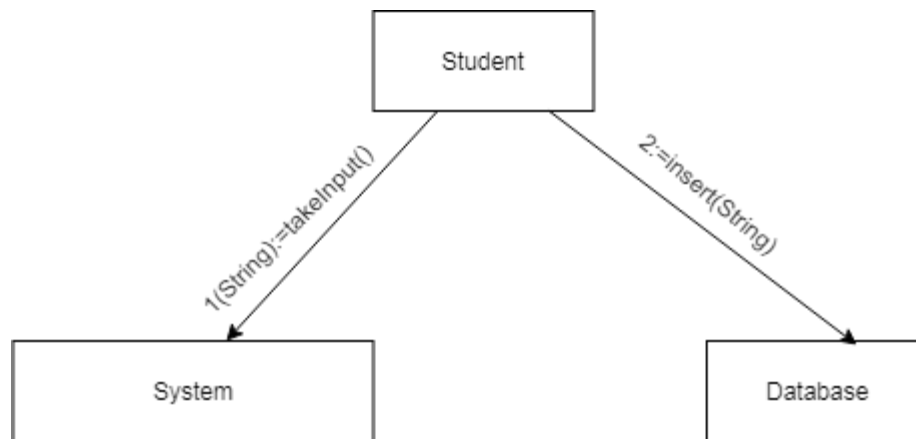 Student
1(String):=takeInput()
2:=insert(String)
System
Database